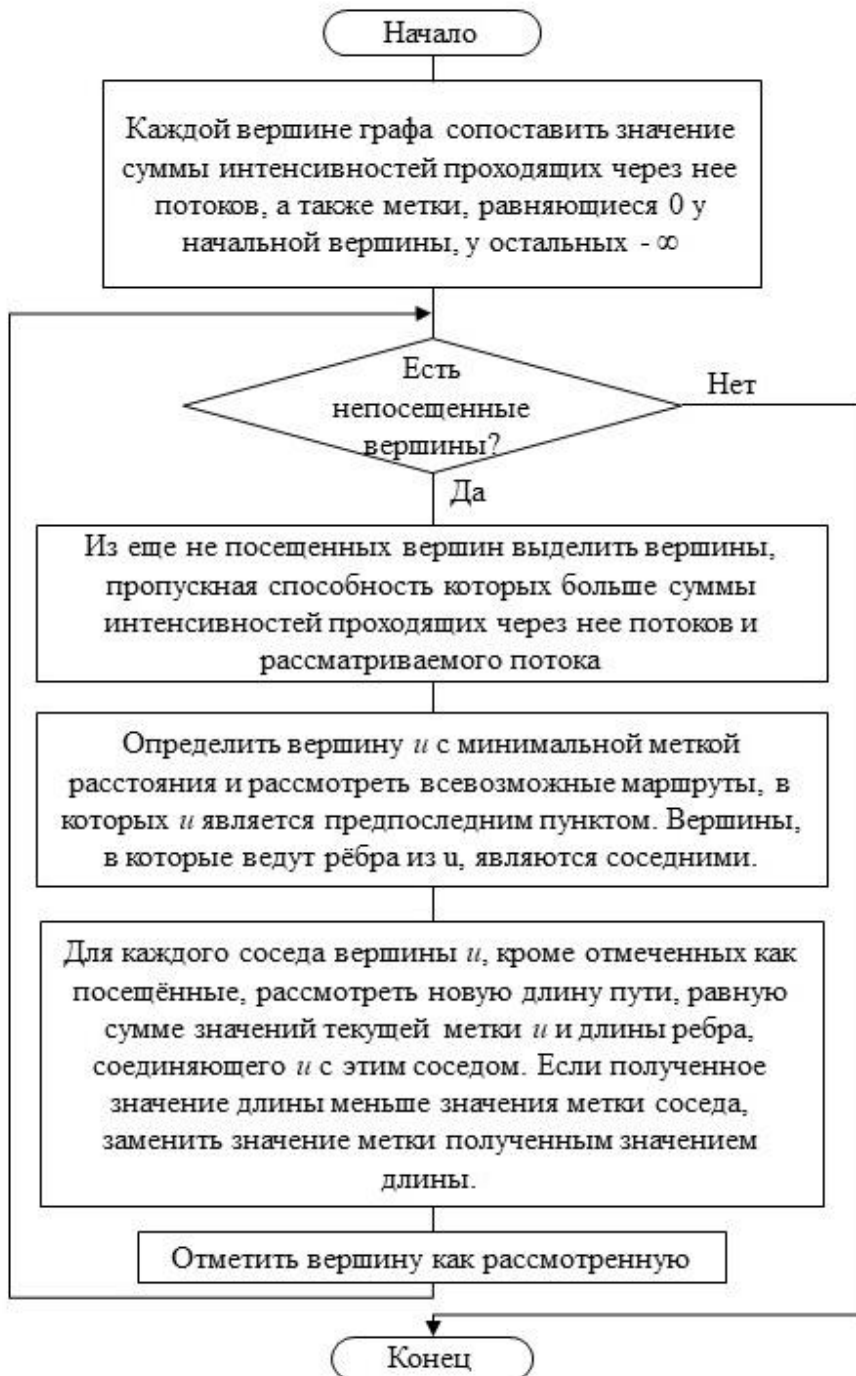 Начало
Каждой вершине графа сопоставить значение
суммы интенсивностей проходящих через нее
потоков, а также метки, равняющиеся 0 у
начальной вершины, у остальных - ∞
Есть
непосещенные
вершины?
Нет
Да
Из еще не посещенных вершин выделить вершины,
пропускная способность которых больше суммы
интенсивностей проходящих через нее потоков и
рассматриваемого потока
Определить вершину u с минимальной меткой
расстояния и рассмотреть всевозможные маршруты, в
которых u является предпоследним пунктом. Вершины,
в которые ведут рёбра из u, являются соседними.
Для каждого соседа вершины u, кроме отмеченных как
посещённые, рассмотреть новую длину пути, равную
сумме значений текущей метки u и длины ребра,
соединяющего u с этим соседом. Если полученное
значение длины меньше значения метки соседа,
заменить значение метки полученным значением
длины.
Отметить вершину как рассмотренную
Конец